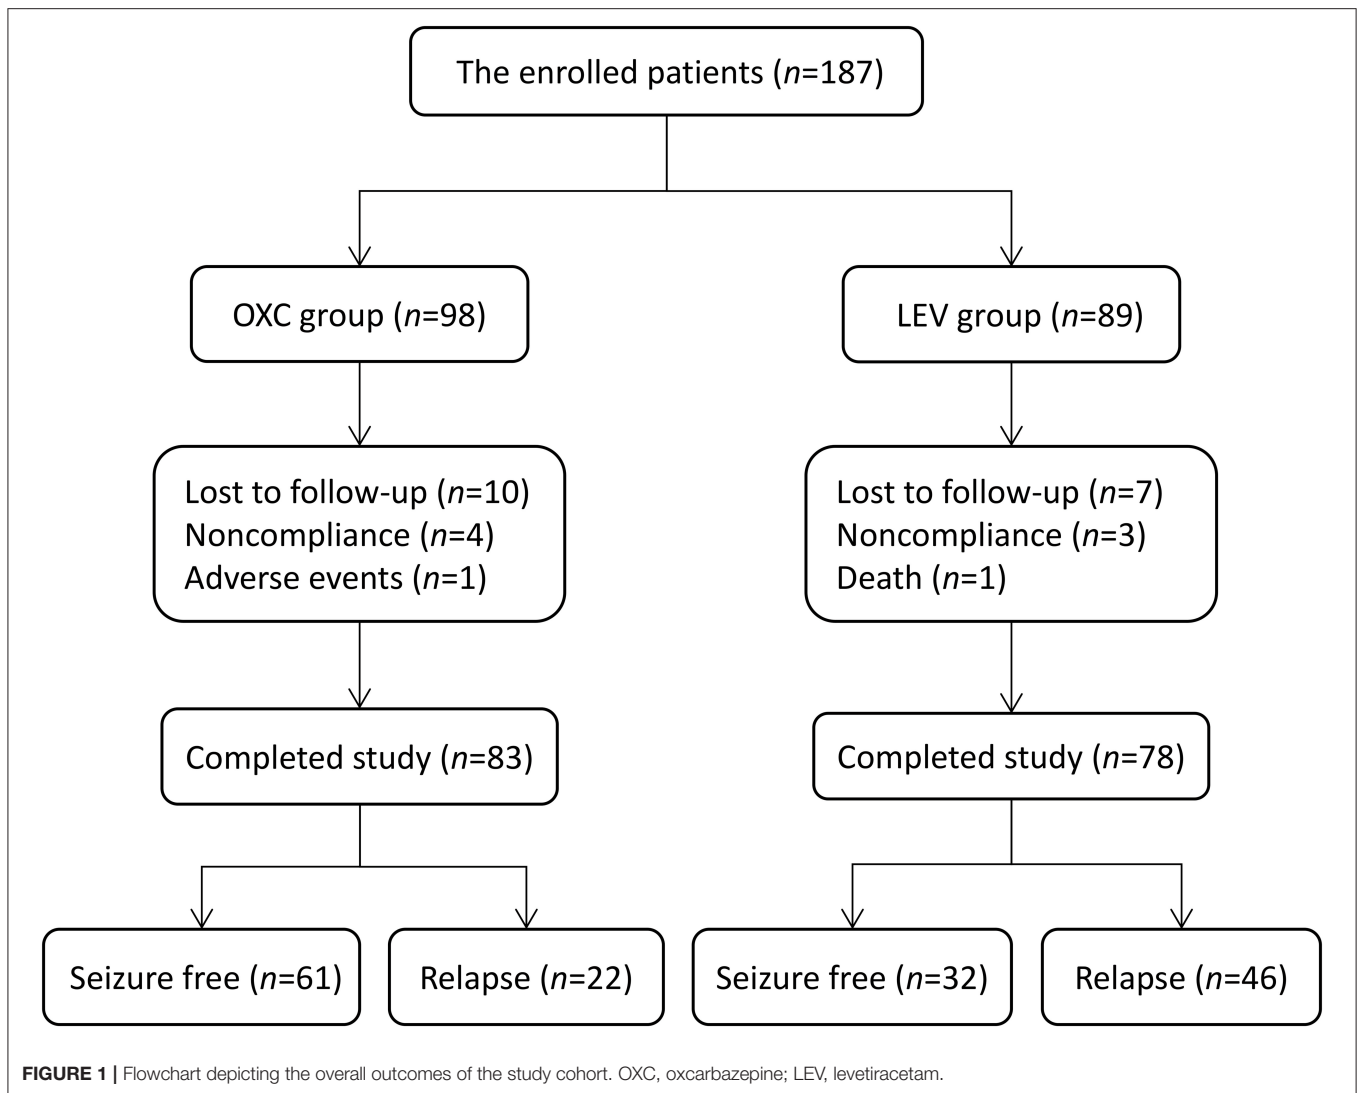 The enrolled patients (n=187)
OXC group (n=98)
LEV group (n=89)
Lost to follow-up (n=10)
Noncompliance (n=4)
Adverse events (n=1)
Lost to follow-up (n=7)
Noncompliance (n=3)
Death (n=1)
Completed study (n=83)
Completed study (n=78)
Seizure free (n=61)
Relapse (n=22)
Seizure free (n=32)
Relapse (n=46)
FIGURE 1 | Flowchart depicting the overall outcomes of the study cohort. OXC, oxcarbazepine; LEV, levetiracetam.